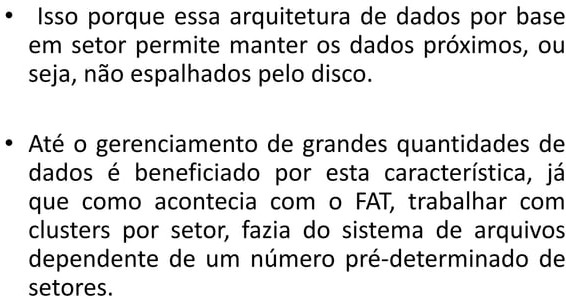 • Isso porque essa arquitetura de dados por base
em setor permite manter os dados próximos, ou
seja, não espalhados pelo disco.
• Até o gerenciamento de grandes quantidades de
dados é beneficiado por esta característica, já
que como acontecia com o FAT, trabalhar com
clusters por setor, fazia do sistema de arquivos
dependente de um número pré-determinado de
setores.